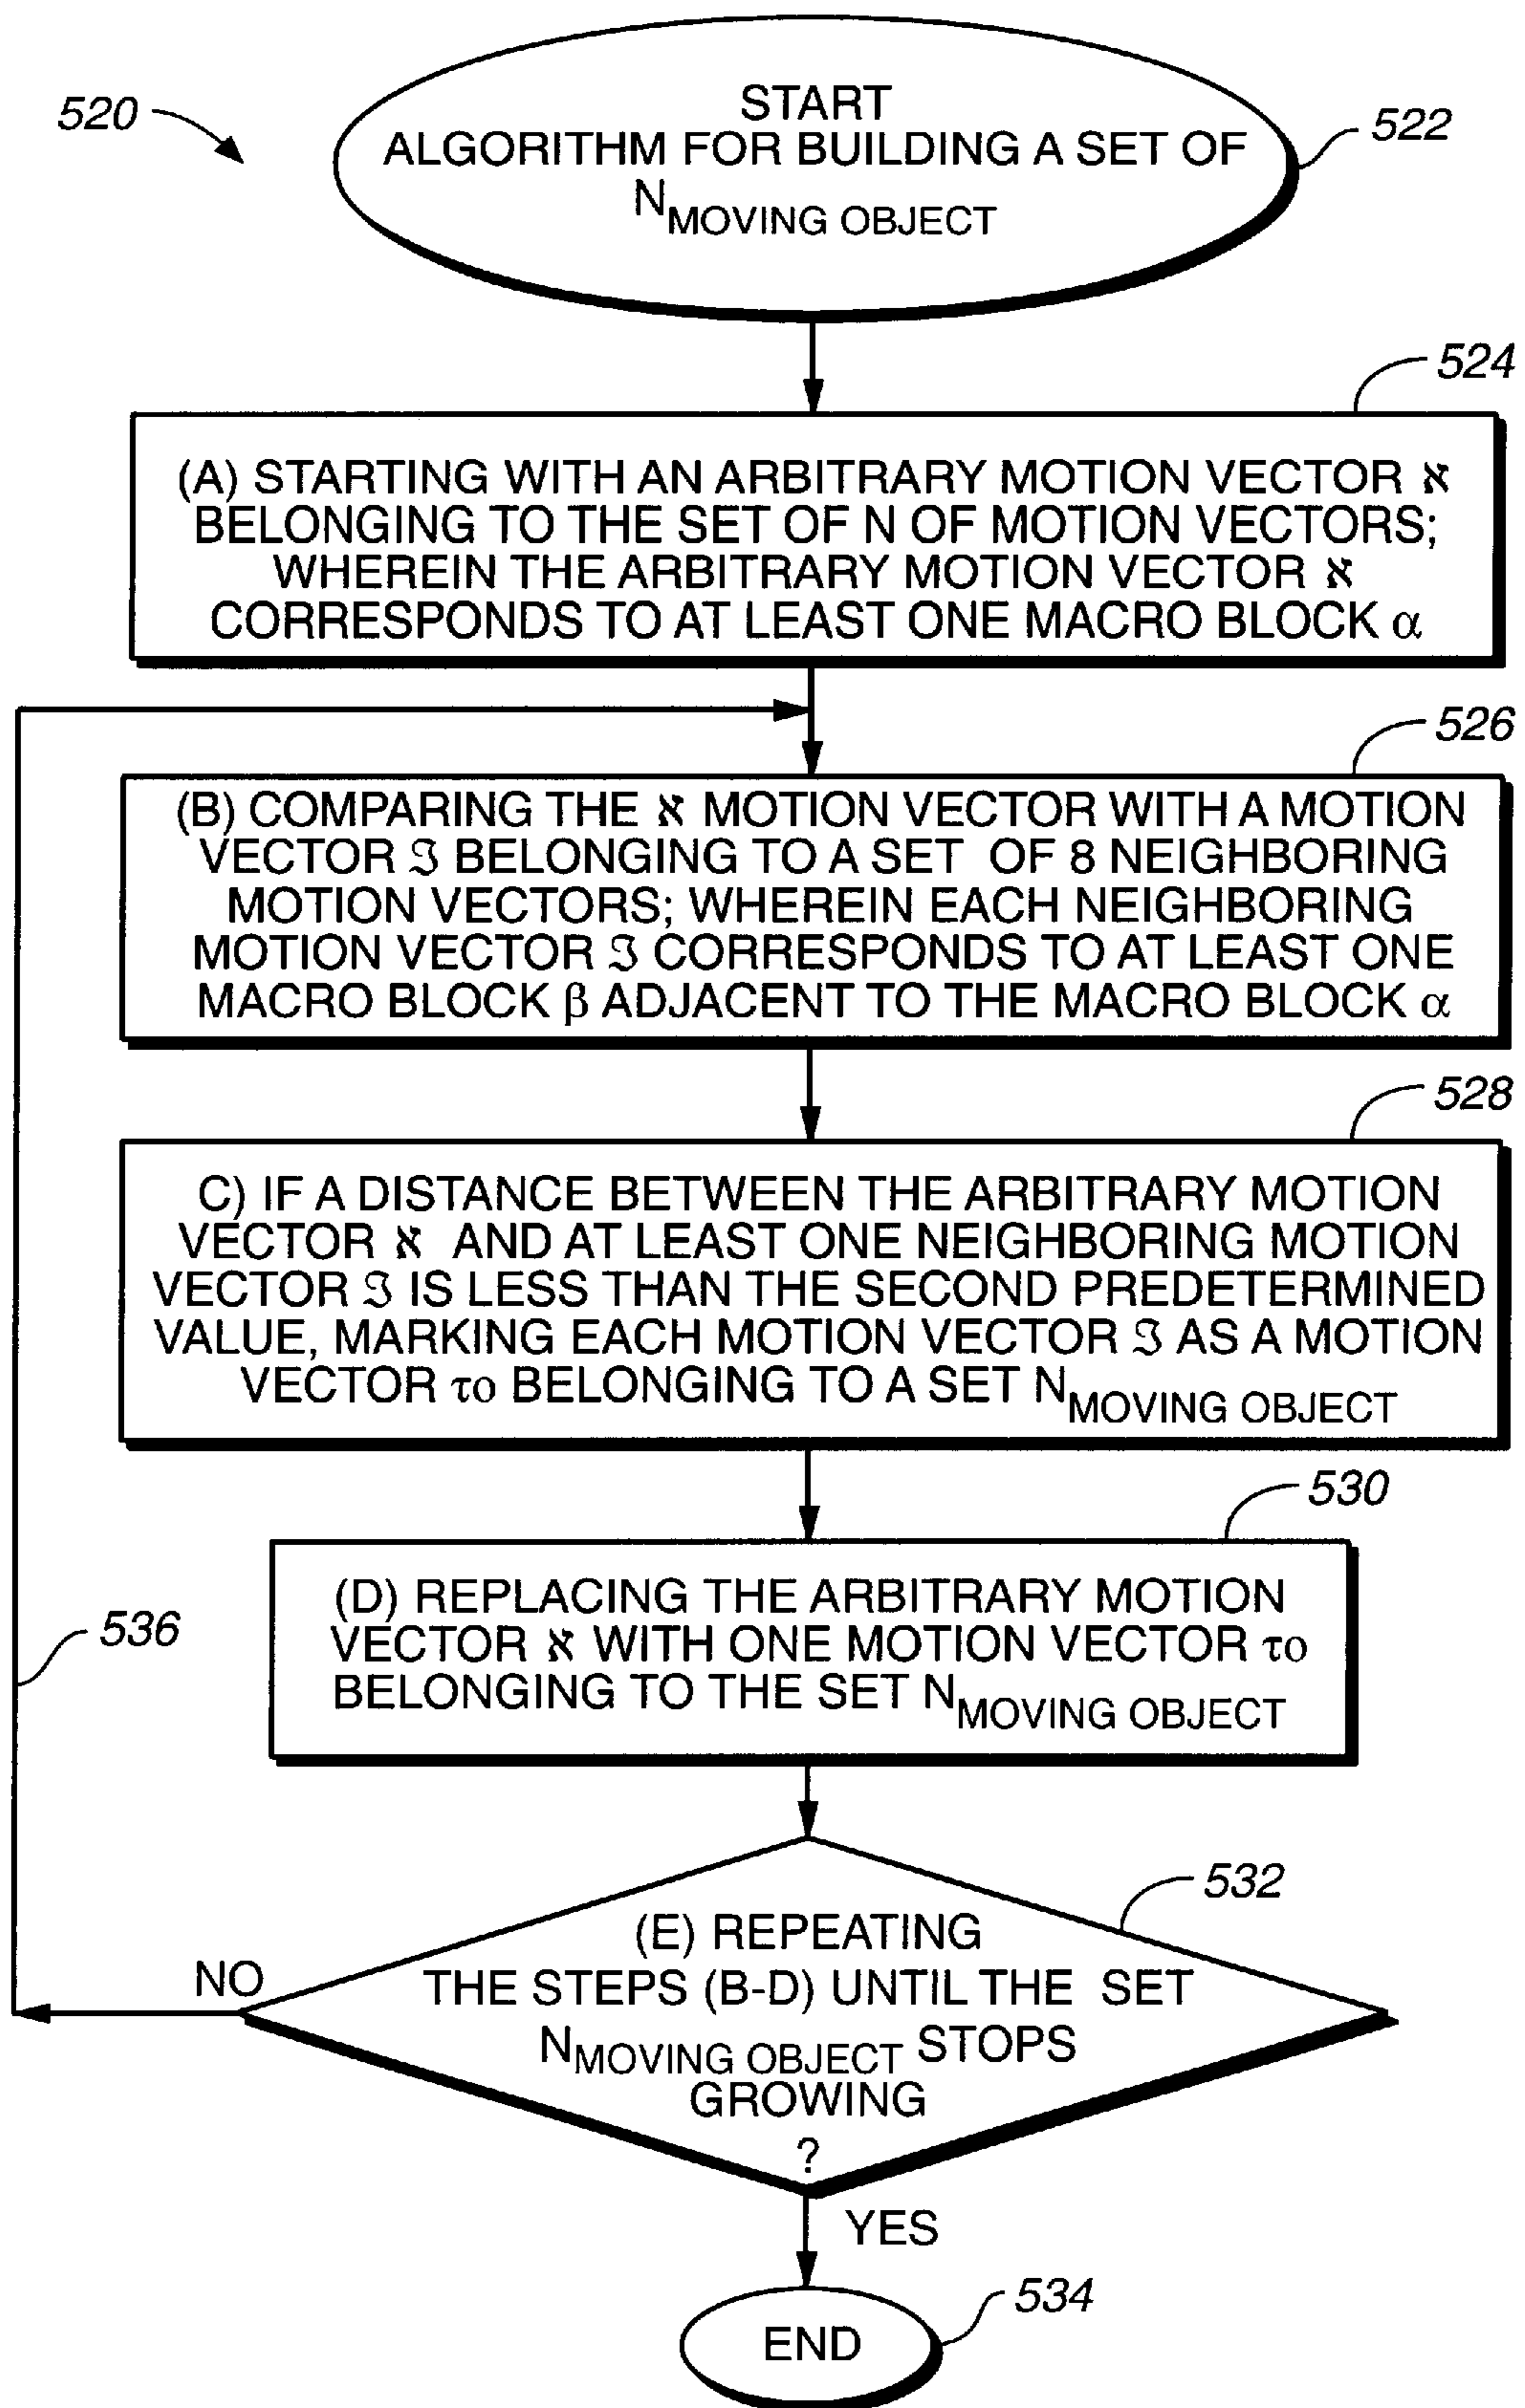 520
START
ALGORITHM FOR BUILDING A SET OF
N MOVING OBJECT
522
524
(A) STARTING WITH AN ARBITRARY MOTION VECTOR ℵ
BELONGING TO THE SET OF N OF MOTION VECTORS;
WHEREIN THE ARBITRARY MOTION VECTOR ℵ
CORRESPONDS TO AT LEAST ONE MACRO BLOCK α
526
(B) COMPARING THE ℵ MOTION VECTOR WITH A MOTION
VECTOR ℑ BELONGING TO A SET OF 8 NEIGHBORING
MOTION VECTORS; WHEREIN EACH NEIGHBORING
MOTION VECTOR ℑ CORRESPONDS TO AT LEAST ONE
MACRO BLOCK β ADJACENT TO THE MACRO BLOCK α
528
C) IF A DISTANCE BETWEEN THE ARBITRARY MOTION
VECTOR ℵ AND AT LEAST ONE NEIGHBORING MOTION
VECTOR ℑ IS LESS THAN THE SECOND PREDETERMINED
VALUE, MARKING EACH MOTION VECTOR ℑ AS A MOTION
VECTOR το BELONGING TO A SET N MOVING OBJECT
530
(D) REPLACING THE ARBITRARY MOTION
VECTOR ℵ WITH ONE MOTION VECTOR το
BELONGING TO THE SET N MOVING OBJECT
536
532
(E) REPEATING
THE STEPS (B-D) UNTIL THE SET
N MOVING OBJECT STOPS
GROWING
?
NO
YES
534
END